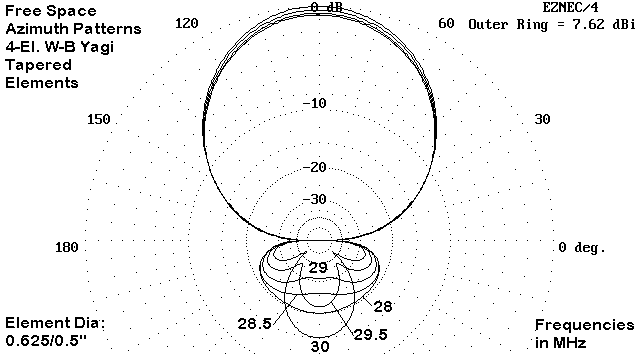 Free Space
Azimuth Patterns
4-El. W-B Yagi
Tapered
Elements
EZNEC/4
Outer Ring = 7.62 dBi
0 dB
120
60
-10
150
30
-20
-30
180
0 deg.
29
28
28.5
29.5
30
Element Dia:
0.625/0.5"
Frequencies
in MHz